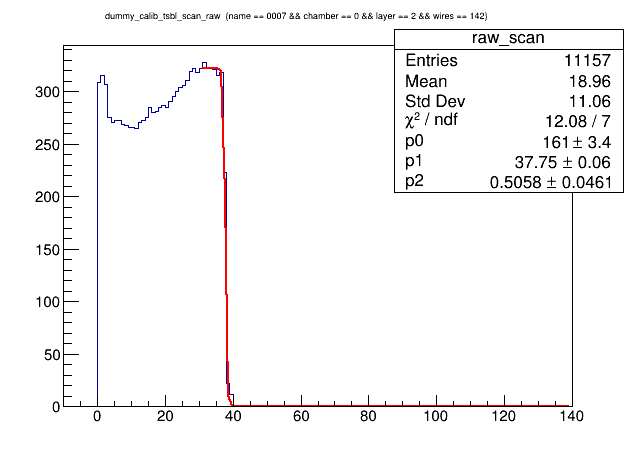 dummy_calib_tsbl_scan_raw (name == 0007 && chamber == 0 && layer == 2 && wires == 142)
raw_scan
Entries 11157
Mean 18.96
Std Dev 11.06
χ² / ndf 12.08 / 7
p0 161 ± 3.4
p1 37.75 ± 0.06
p2 0.5058 ± 0.0461
300
250
200
150
100
50
0
0 20 40 60 80 100 120 140